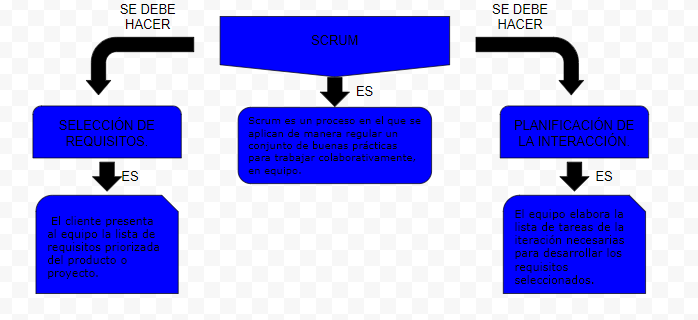 SE DEBE
HACER
SCRUM
SE DEBE
HACER
ES
SELECCIÓN DE
REQUISITOS.
Scrum es un proceso en el que se
aplican de manera regular un
conjunto de buenas prácticas
para trabajar colaborativamente,
en equipo.
PLANIFICACIÓN DE
LA INTERACCIÓN.
ES
ES
El cliente presenta
al equipo la lista de
requisitos priorizada
del producto o
proyecto.
El equipo elabora la
lista de tareas de la
iteración necesarias
para desarrollar los
requisitos
seleccionados.